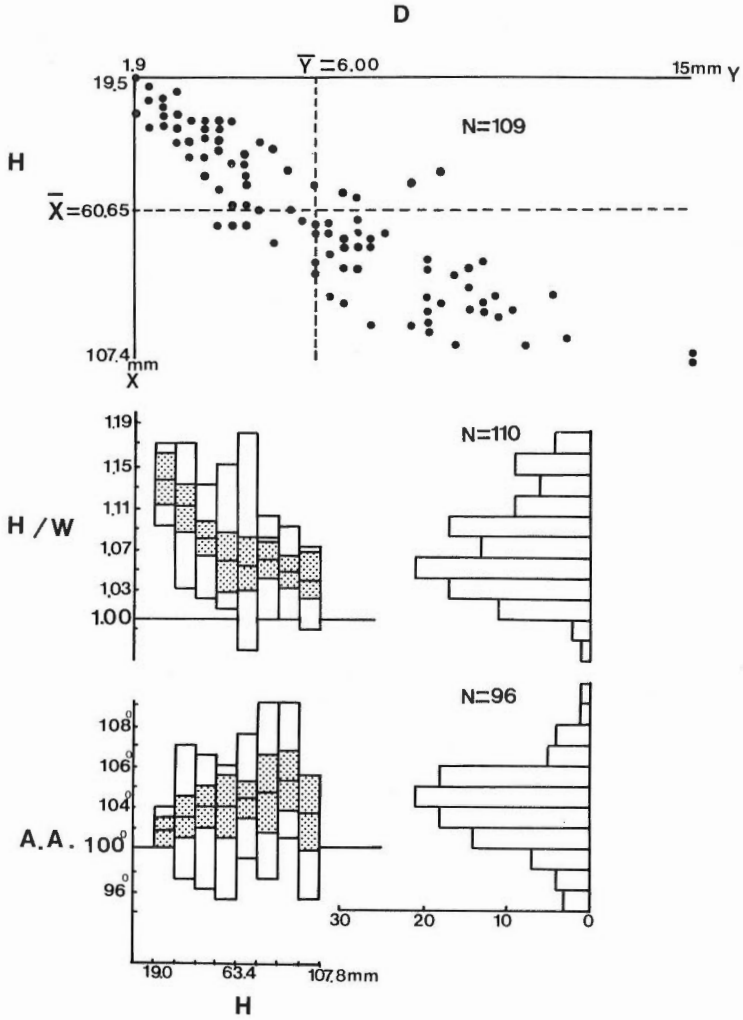 D
1.9 Y̅=6.00 15mm Y
19.5
N=109
H
X̅=60.65
107.4 mm
X
1.19
N=110
1.15
1.11
H/W
1.07
1.03
1.00
N=96
108°
106°
104°
A.A. 100°
96°
30 20 10 0
19.0 63.4 107.8mm
H